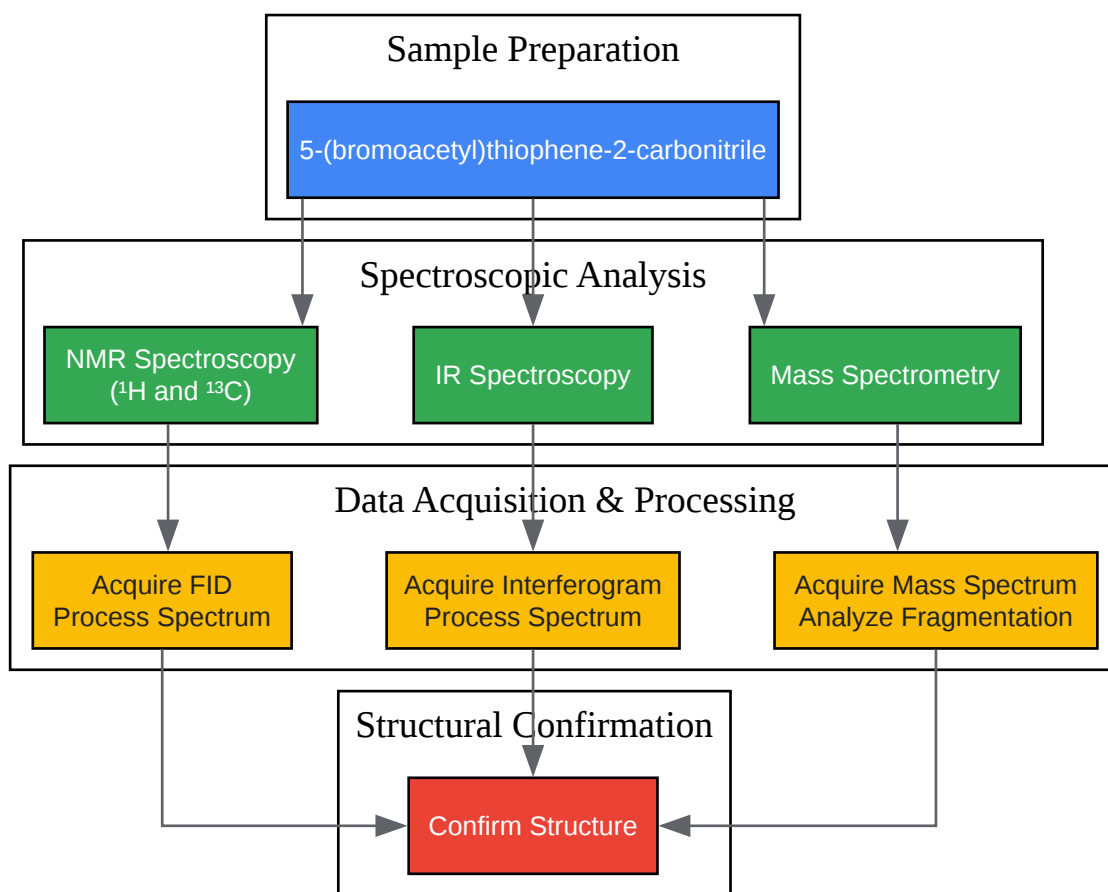 Sample Preparation
5-(bromoacetyl)thiophene-2-carbonitrile
Spectroscopic Analysis
NMR Spectroscopy
(¹H and ¹³C)
IR Spectroscopy
Mass Spectrometry
Data Acquisition & Processing
Acquire FID
Process Spectrum
Acquire Interferogram
Process Spectrum
Acquire Mass Spectrum
Analyze Fragmentation
Structural Confirmation
Confirm Structure